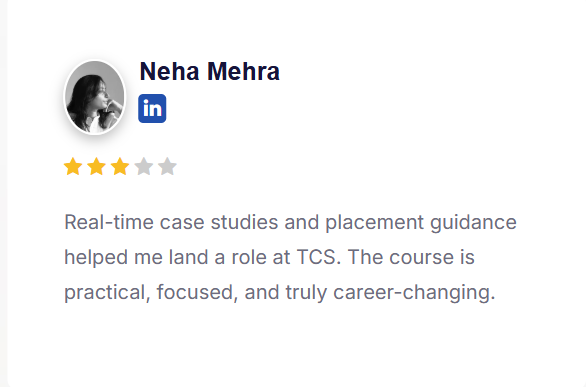 Neha Mehra
in
Real-time case studies and placement guidance
helped me land a role at TCS. The course is
practical, focused, and truly career-changing.